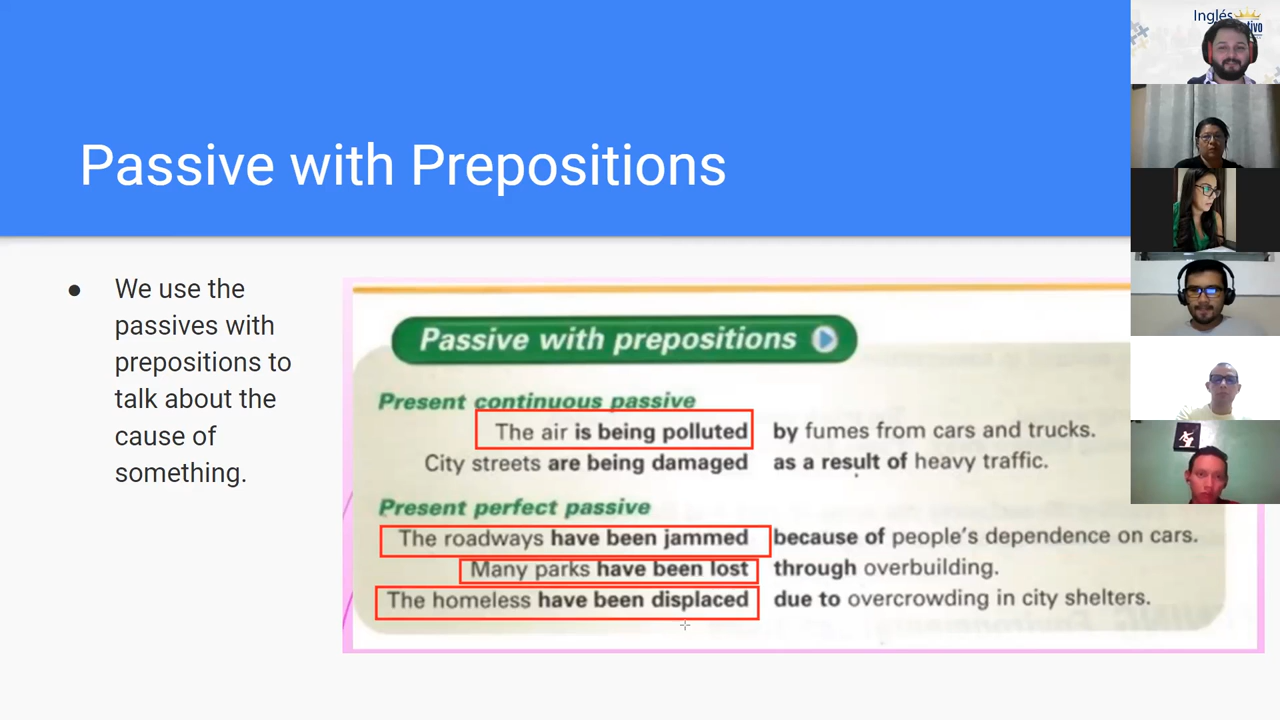 Passive with Prepositions
● We use the
passives with
prepositions to
talk about the
cause of
something.
Passive with prepositions
Present continuous passive
The air is being polluted by fumes from cars and trucks.
City streets are being damaged as a result of heavy traffic.
Present perfect passive
The roadways have been jammed because of people's dependence on cars.
Many parks have been lost through overbuilding.
The homeless have been displaced due to overcrowding in city shelters.
Inglés